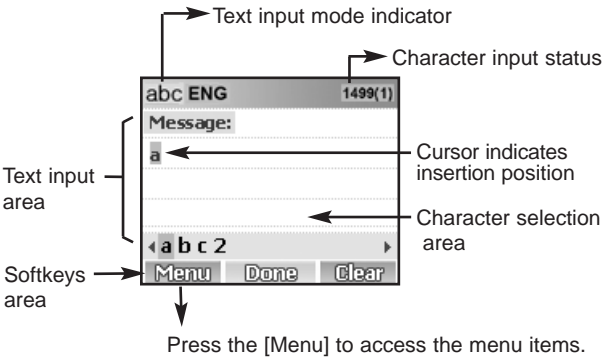 Text input mode indicator
Character input status
abc ENG 1499(1)
Message:
a
Cursor indicates
insertion position
Text input
area
Character selection
area
a b c 2
Softkeys
area
Menu Done Clear
Press the [Menu] to access the menu items.